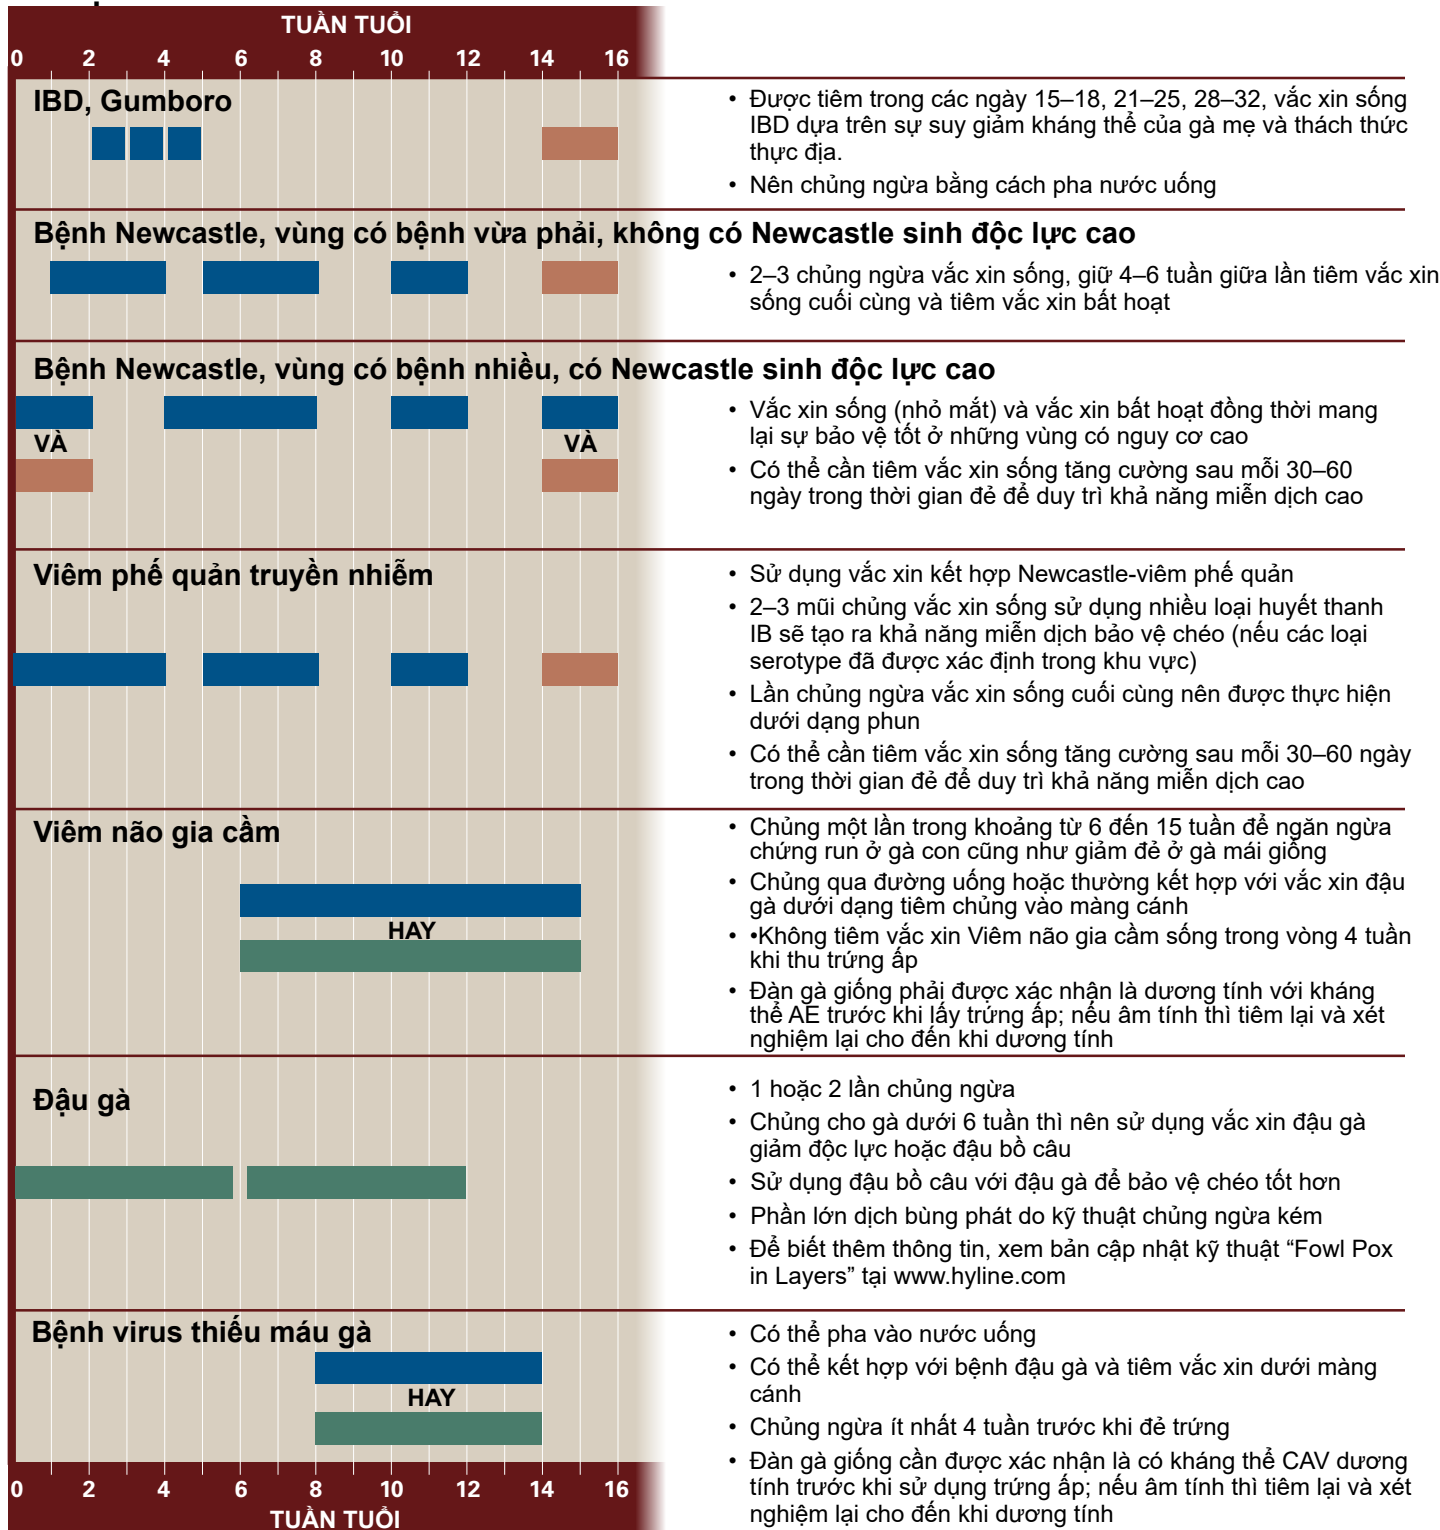 TUẦN TUỔI
0 2 4 6 8 10 12 14 16
IBD, Gumboro
• Được tiêm trong các ngày 15–18, 21–25, 28–32, vắc xin sống
IBD dựa trên sự suy giảm kháng thể của gà mẹ và thách thức
thực địa.
• Nên chủng ngừa bằng cách pha nước uống
Bệnh Newcastle, vùng có bệnh vừa phải, không có Newcastle sinh độc lực cao
• 2–3 chủng ngừa vắc xin sống, giữ 4–6 tuần giữa lần tiêm vắc xin
sống cuối cùng và tiêm vắc xin bất hoạt
Bệnh Newcastle, vùng có bệnh nhiều, có Newcastle sinh độc lực cao
VÀ VÀ
• Vắc xin sống (nhỏ mắt) và vắc xin bất hoạt đồng thời mang
lại sự bảo vệ tốt ở những vùng có nguy cơ cao
• Có thể cần tiêm vắc xin sống tăng cường sau mỗi 30–60
ngày trong thời gian đẻ để duy trì khả năng miễn dịch cao
Viêm phế quản truyền nhiễm
• Sử dụng vắc xin kết hợp Newcastle-viêm phế quản
• 2–3 mũi chủng vắc xin sống sử dụng nhiều loại huyết thanh
IB sẽ tạo ra khả năng miễn dịch bảo vệ chéo (nếu các loại
serotype đã được xác định trong khu vực)
• Lần chủng ngừa vắc xin sống cuối cùng nên được thực hiện
dưới dạng phun
• Có thể cần tiêm vắc xin sống tăng cường sau mỗi 30–60 ngày
trong thời gian đẻ để duy trì khả năng miễn dịch cao
Viêm não gia cầm
HAY
• Chủng một lần trong khoảng từ 6 đến 15 tuần để ngăn ngừa
chứng run ở gà con cũng như giảm đẻ ở gà mái giống
• Chủng qua đường uống hoặc thường kết hợp với vắc xin đậu
gà dưới dạng tiêm chủng vào màng cánh
• •Không tiêm vắc xin Viêm não gia cầm sống trong vòng 4 tuần
khi thu trứng ấp
• Đàn gà giống phải được xác nhận là dương tính với kháng
thể AE trước khi lấy trứng ấp; nếu âm tính thì tiêm lại và xét
nghiệm lại cho đến khi dương tính
Đậu gà
• 1 hoặc 2 lần chủng ngừa
• Chủng cho gà dưới 6 tuần thì nên sử dụng vắc xin đậu gà
giảm độc lực hoặc đậu bồ câu
• Sử dụng đậu bồ câu với đậu gà để bảo vệ chéo tốt hơn
• Phần lớn dịch bùng phát do kỹ thuật chủng ngừa kém
• Để biết thêm thông tin, xem bản cập nhật kỹ thuật “Fowl Pox
in Layers” tại www.hyline.com
Bệnh virus thiếu máu gà
HAY
• Có thể pha vào nước uống
• Có thể kết hợp với bệnh đậu gà và tiêm vắc xin dưới màng
cánh
• Chủng ngừa ít nhất 4 tuần trước khi đẻ trứng
• Đàn gà giống cần được xác nhận là có kháng thể CAV dương
tính trước khi sử dụng trứng ấp; nếu âm tính thì tiêm lại và xét
nghiệm lại cho đến khi dương tính
0 2 4 6 8 10 12 14 16
TUẦN TUỔI